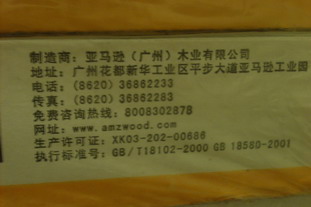 制造商：亚马逊（广州）木业有限公司
地址：广州花都新华工业区平步大道亚马逊工业园
电话：(8620) 36862233
传真：(8620) 36862283
免费咨询热线：8008302878
网址：www.amzwood.com
生产许可证：XK03-202-00666
执行标准号：GB/T18102-2000 GB 18580-2001